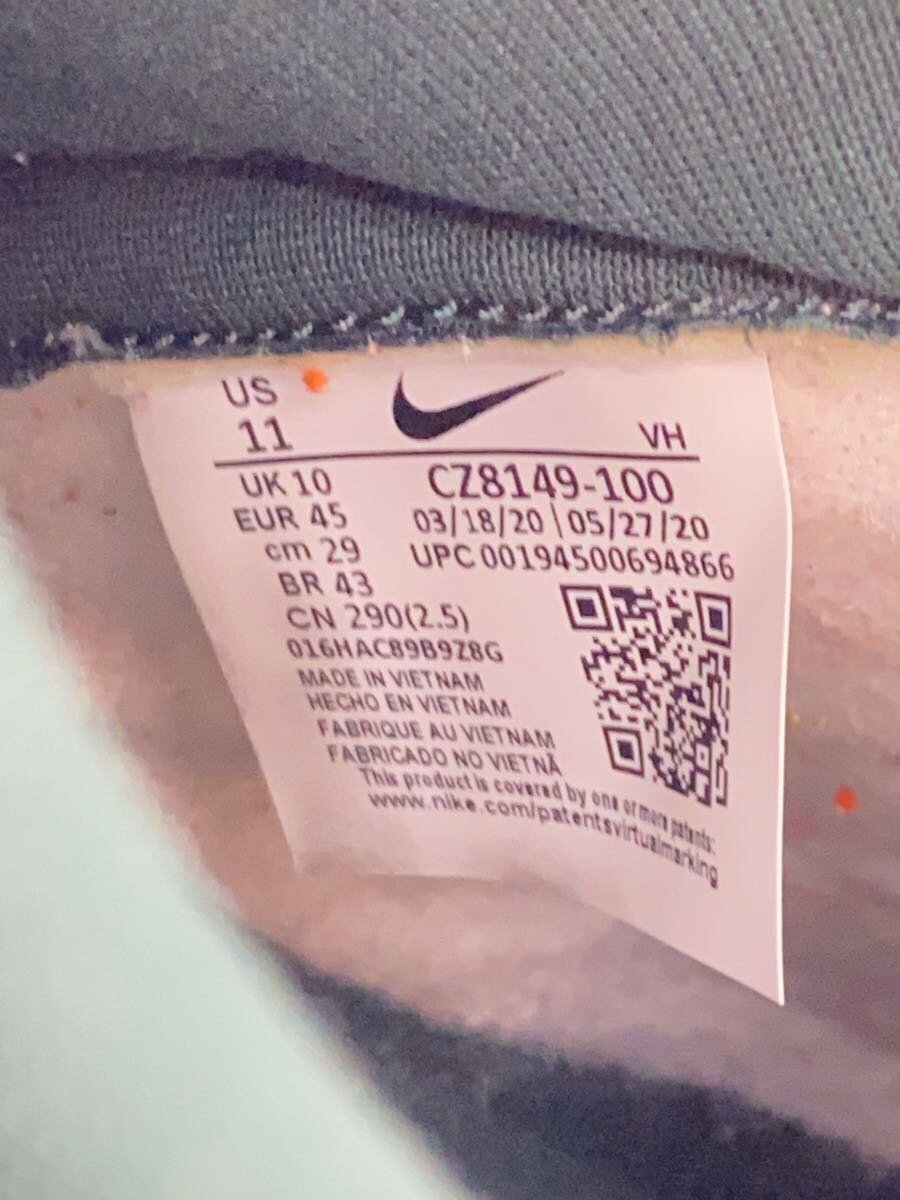 US
11
VH
UK 10
EUR 45
cm 29
BR 43
CN 290(2.5)
CZ8149-100
03/18/20 | 05/27/20
UPC 00194500694866
016HAC89B9Z8G
MADE IN VIETNAM
HECHO EN VIETNAM
FABRIQUE AU VIETNAM
FABRICADO NO VIETNÃ
This product is covered by one or more patents:
www.nike.com/patentsvirtualmarking